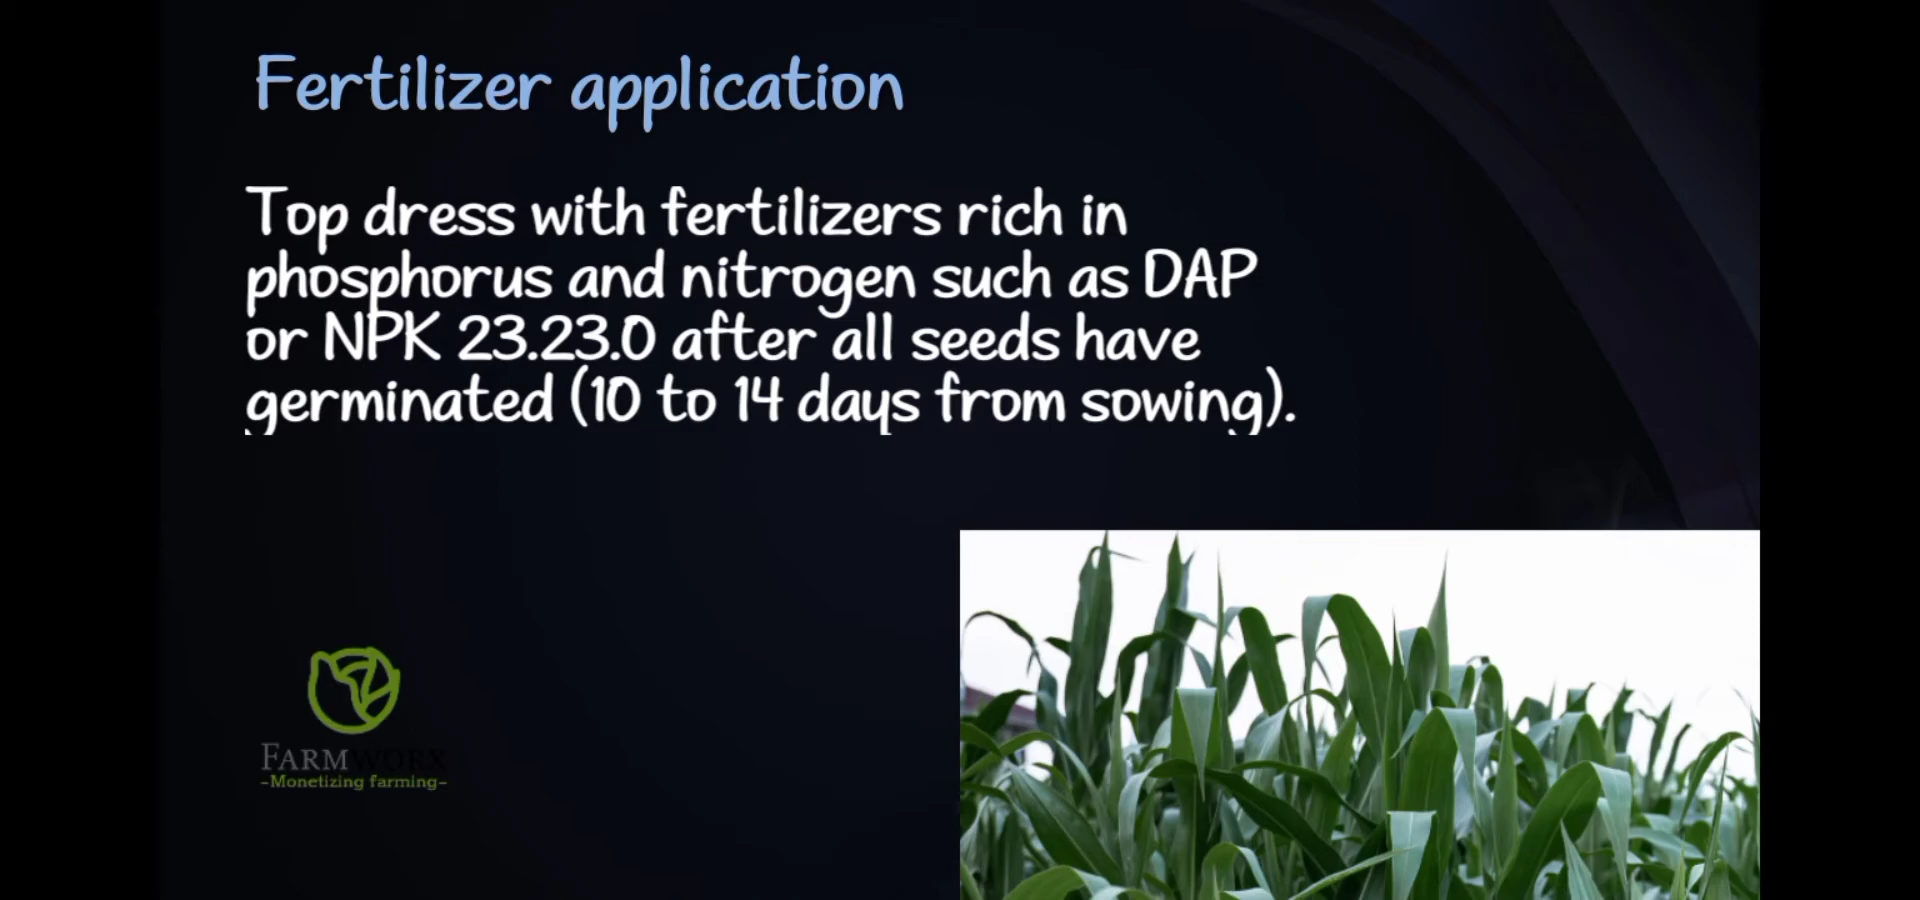 Fertilizer application
Top dress with fertilizers rich in
phosphorus and nitrogen such as DAP
or NPK 23.23.0 after all seeds have
germinated (10 to 14 days from sowing).
FARMWORX
-Monetizing farming-